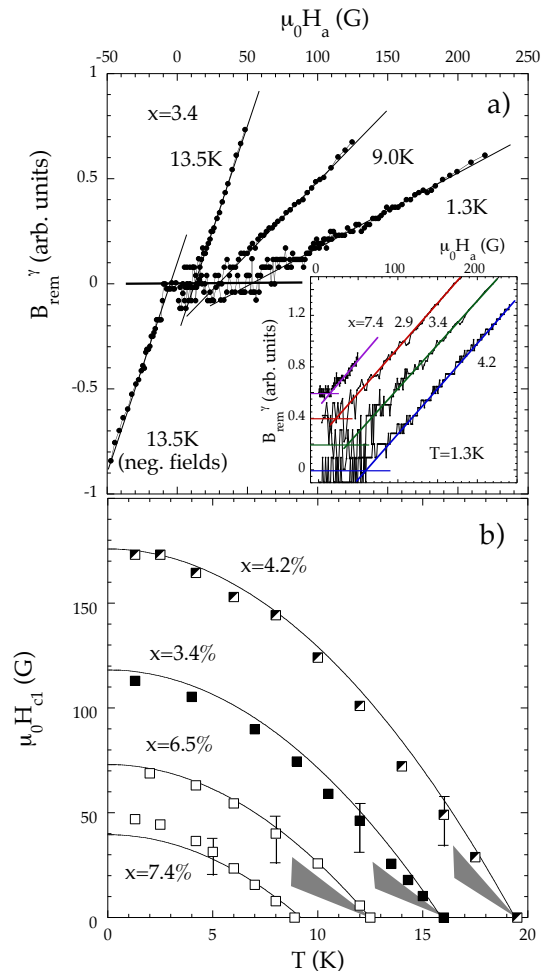 μ₀Hₐ (G)
-50 0 50 100 150 200 250
a)
1
0.5
0
-0.5
-1
B_rem^γ (arb. units)
x=3.4
13.5K
9.0K
1.3K
13.5K
(neg. fields)
μ₀Hₐ (G)
0 100 200
1.2
0.8
0.4
0
B_rem^γ (arb. units)
x=7.4
2.9
3.4
4.2
T=1.3K
b)
μ₀H_c1 (G)
150
100
50
0
x=4.2%
x=3.4%
x=6.5%
x=7.4%
0 5 10 15 20
T (K)